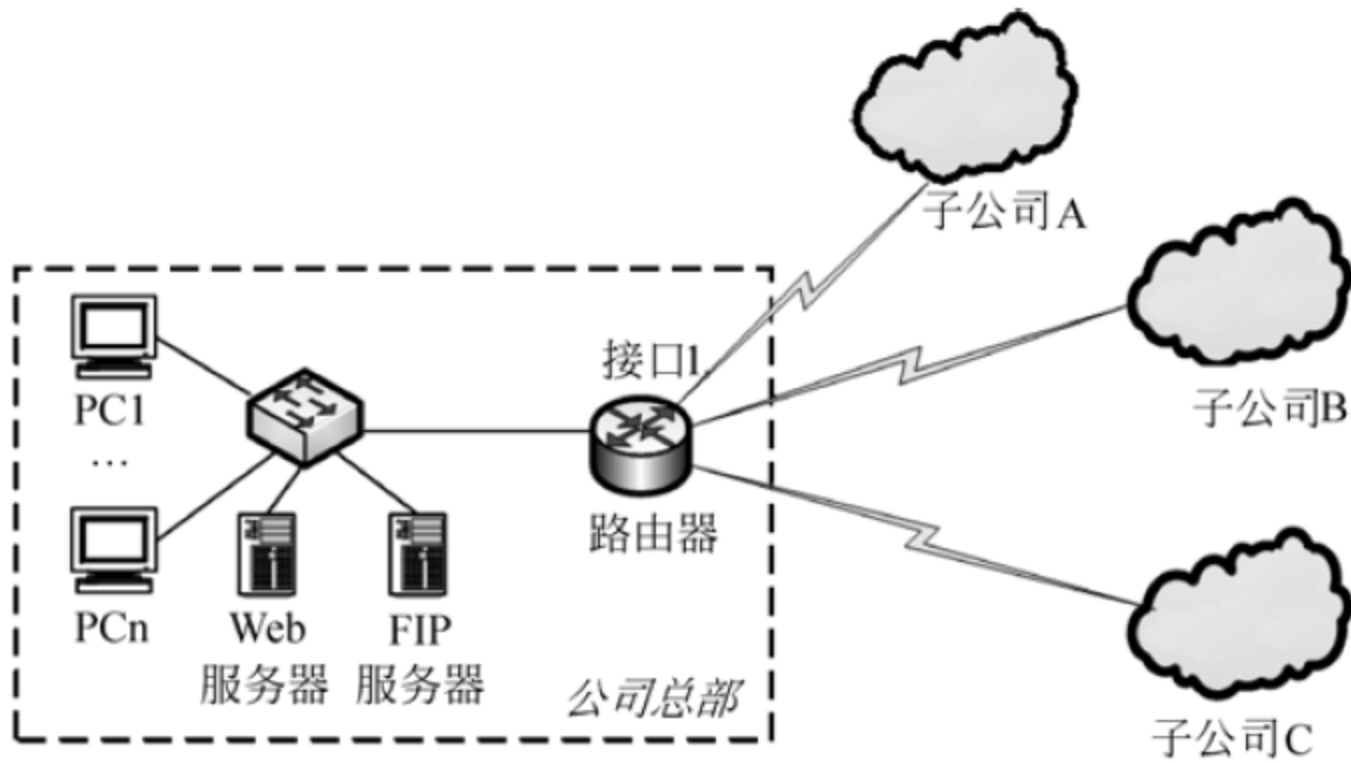 子公司A
子公司B
接口1.
PC1
...
路由器
PCn
Web
服务器
FIP
服务器
公司总部
子公司C